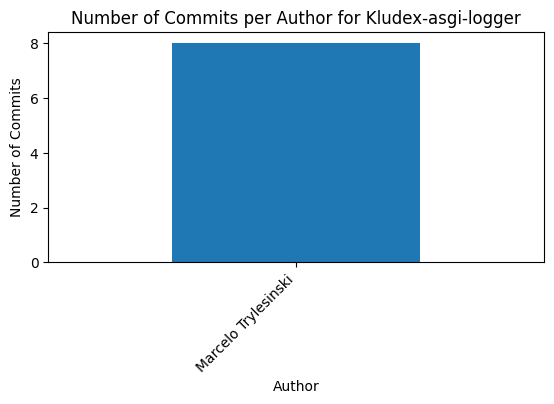 Number of Commits per Author for Kludex-asgi-logger
Number of Commits
8
6
4
2
0
Marcelo Trylesinski
Author